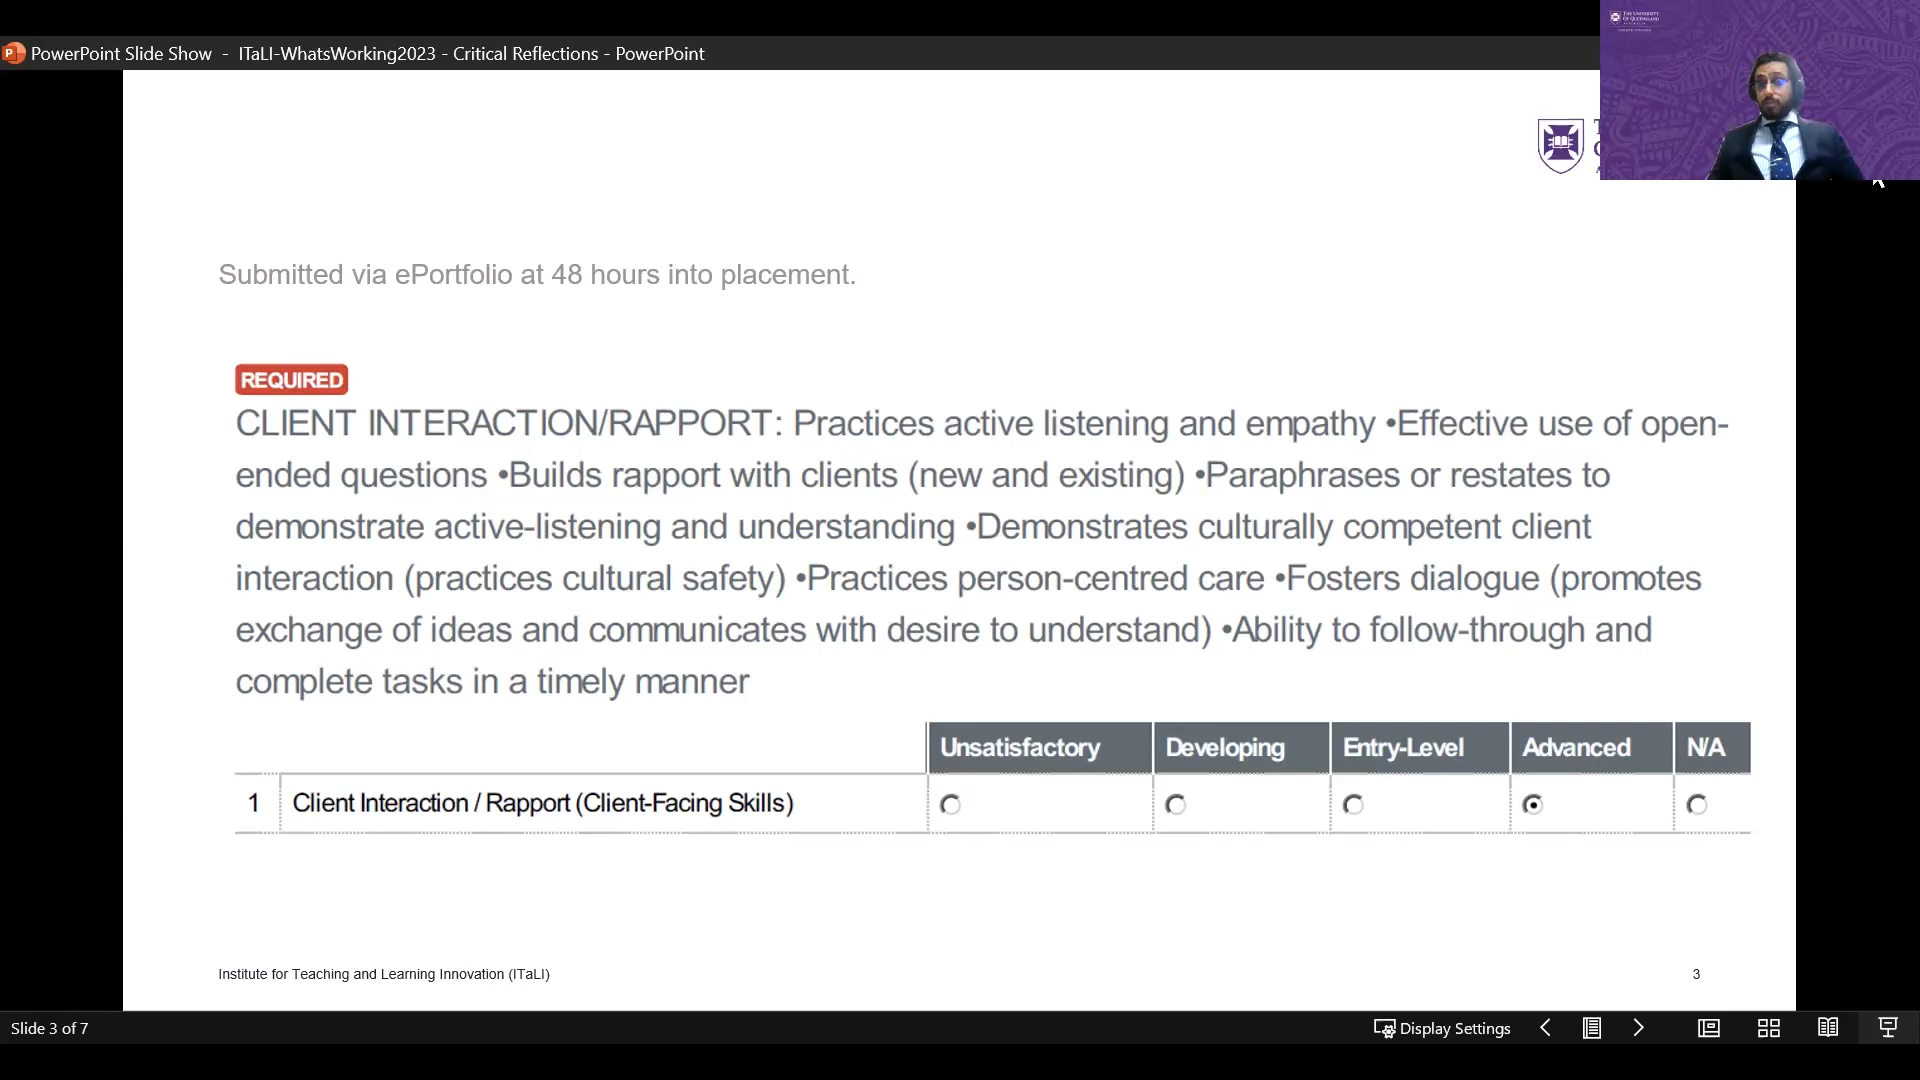 PowerPoint Slide Show - ITaLI-WhatsWorking2023 - Critical Reflections - PowerPoint
THE UNIVERSITY
OF QUEENSLAND
Submitted via ePortfolio at 48 hours into placement.
REQUIRED
CLIENT INTERACTION/RAPPORT: Practices active listening and empathy •Effective use of open-
ended questions •Builds rapport with clients (new and existing) •Paraphrases or restates to
demonstrate active-listening and understanding •Demonstrates culturally competent client
interaction (practices cultural safety) •Practices person-centred care •Fosters dialogue (promotes
exchange of ideas and communicates with desire to understand) •Ability to follow-through and
complete tasks in a timely manner
Unsatisfactory Developing Entry-Level Advanced N/A
1 Client Interaction / Rapport (Client-Facing Skills)
Institute for Teaching and Learning Innovation (ITaLI) 3
Slide 3 of 7 Display Settings